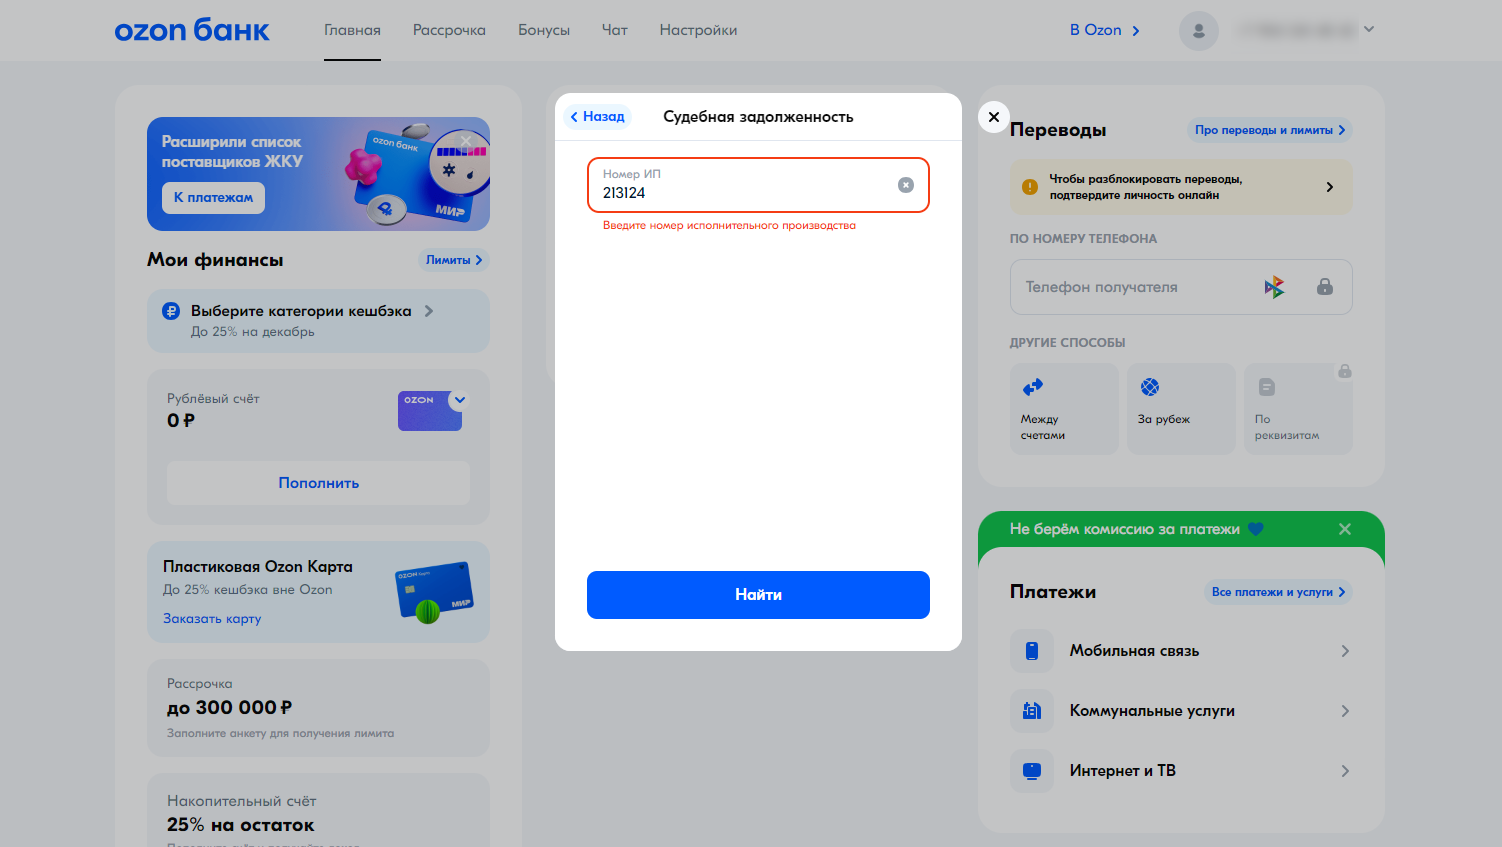 ozon банк
Главная
Рассрочка
Бонусы
Чат
Настройки
В Ozon
Расширили список
поставщиков ЖКУ
К платежам
ozon банк
МИР
Мои финансы
Лимиты
Выберите категории кешбэка
До 25% на декабрь
Рублёвый счёт
0 ₽
OZON
Пополнить
Пластиковая Ozon Карта
До 25% кешбэка вне Ozon
Заказать карту
МИР
Рассрочка
до 300 000 ₽
Заполните анкету для получения лимита
Накопительный счёт
25% на остаток
Назад
Судебная задолженность
Номер ИП
213124
Введите номер исполнительного производства
Найти
Переводы
Про переводы и лимиты
Чтобы разблокировать переводы,
подтвердите личность онлайн
ПО НОМЕРУ ТЕЛЕФОНА
Телефон получателя
ДРУГИЕ СПОСОБЫ
Между
счетами
За рубеж
По
реквизитам
Не берём комиссию за платежи
Платежи
Все платежи и услуги
Мобильная связь
Коммунальные услуги
Интернет и ТВ